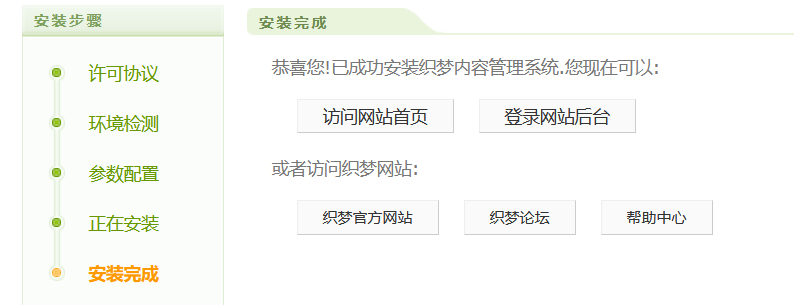 安装步骤
许可协议
环境检测
参数配置
正在安装
安装完成
安装完成
恭喜您!已成功安装织梦内容管理系统.您现在可以:
访问网站首页 登录网站后台
或者访问织梦网站:
织梦官方网站 织梦论坛 帮助中心